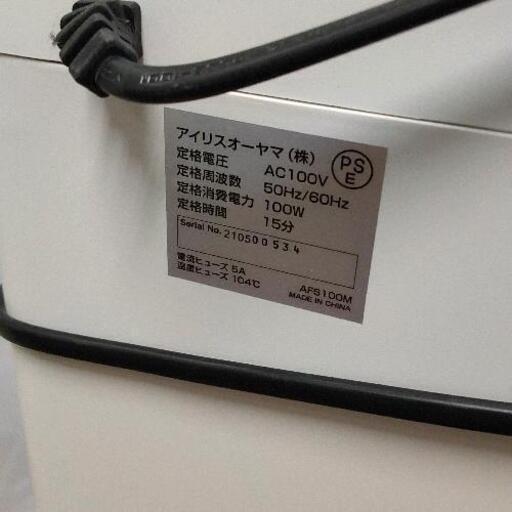 アイリスオーヤマ(株)
定格電圧 AC100V
定格周波数 50Hz/60Hz
定格消費電力 100W
定格時間 15分
PS
E
Serial No. 210500534
電流ヒューズ 5A
温度ヒューズ 104℃
AFS100M
MADE IN CHINA